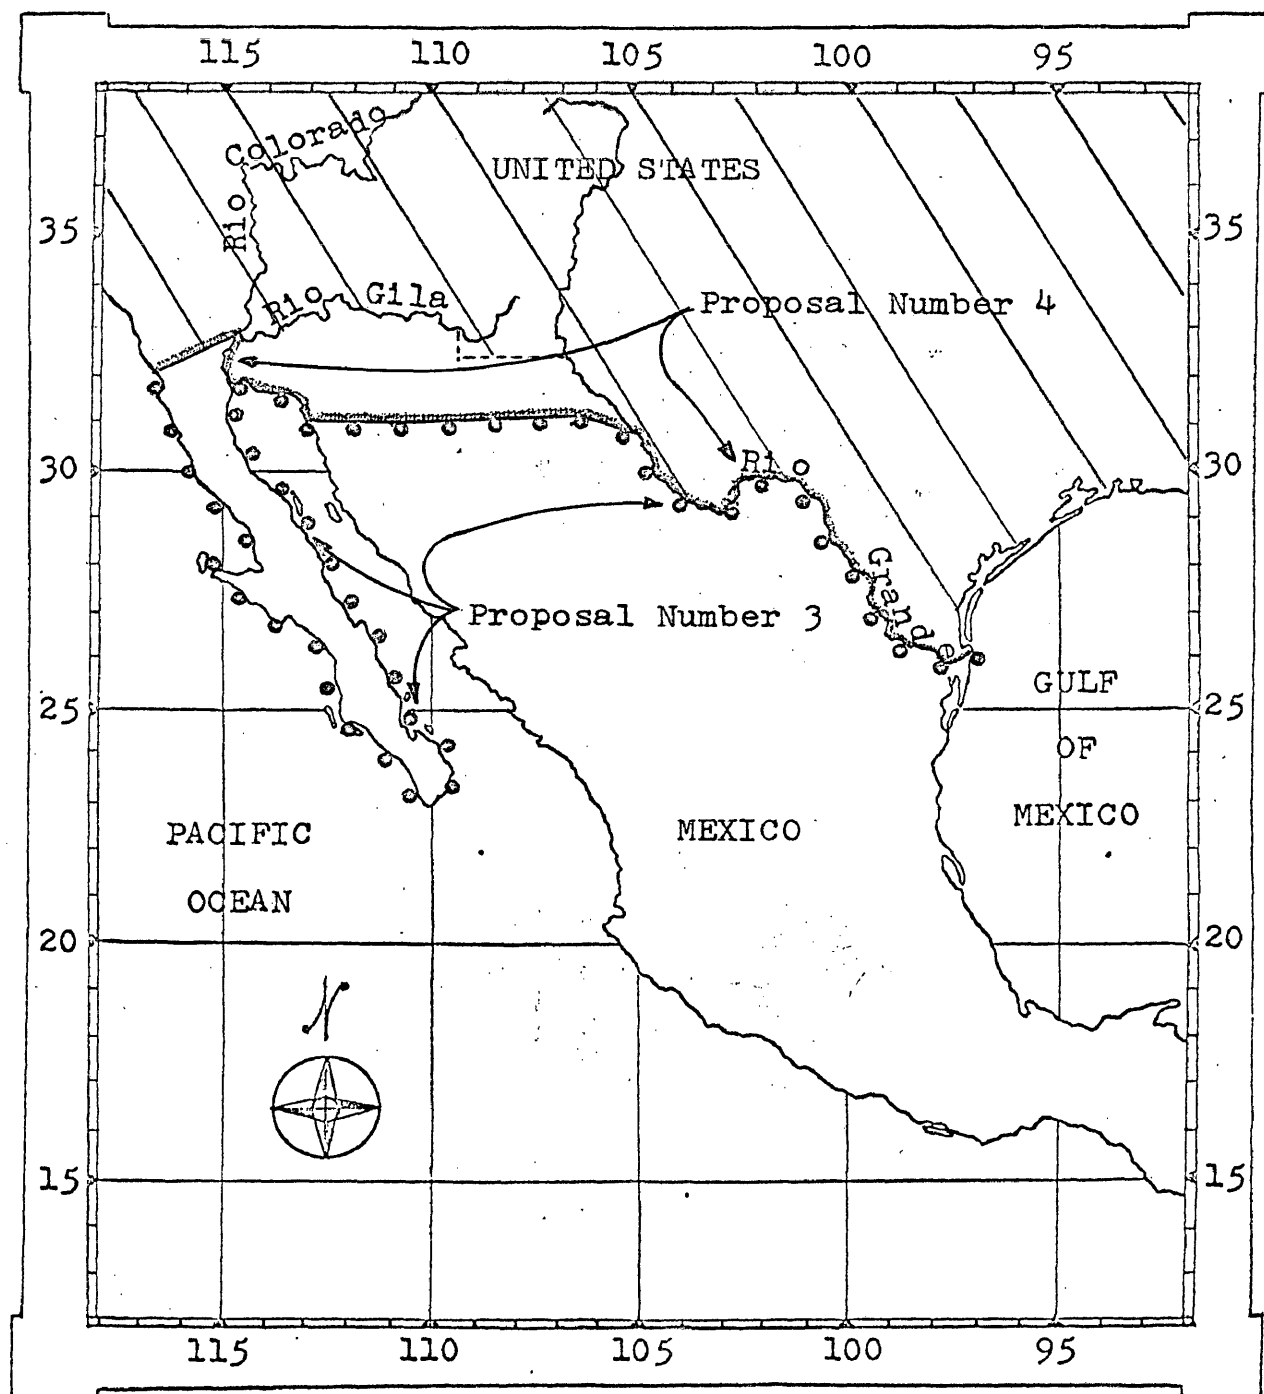 115 110 105 100 95
Rio Colorado
UNITED STATES
35 35
Rio Gila
Proposal Number 4
30 30
Rio Grande
Proposal Number 3
GULF
OF
MEXICO
25 25
PACIFIC
OCEAN
MEXICO
20 20
N
15 15
115 110 105 100 95